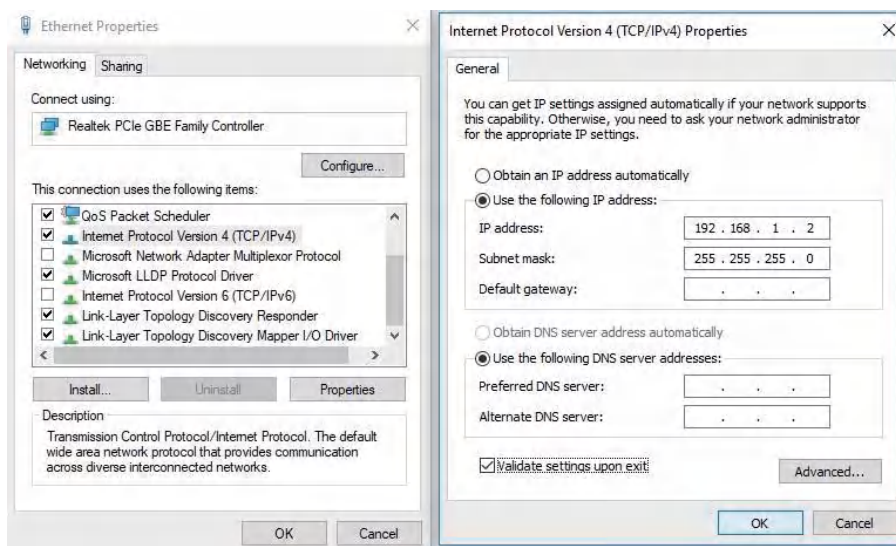 Ethernet Properties
Networking
Sharing
Connect using:
Realtek PCIe GBE Family Controller
Configure...
This connection uses the following items:
QoS Packet Scheduler
Internet Protocol Version 4 (TCP/IPv4)
Microsoft Network Adapter Multiplexor Protocol
Microsoft LLDP Protocol Driver
Internet Protocol Version 6 (TCP/IPv6)
Link-Layer Topology Discovery Responder
Link-Layer Topology Discovery Mapper I/O Driver
Install...
Uninstall
Properties
Description
Transmission Control Protocol/Internet Protocol. The default
wide area network protocol that provides communication
across diverse interconnected networks.
OK
Cancel
Internet Protocol Version 4 (TCP/IPv4) Properties
General
You can get IP settings assigned automatically if your network supports
this capability. Otherwise, you need to ask your network administrator
for the appropriate IP settings.
Obtain an IP address automatically
Use the following IP address:
IP address: 192 . 168 . 1 . 2
Subnet mask: 255 . 255 . 255 . 0
Default gateway: . . .
Obtain DNS server address automatically
Use the following DNS server addresses:
Preferred DNS server: . . .
Alternate DNS server: . . .
Validate settings upon exit
Advanced...
OK
Cancel